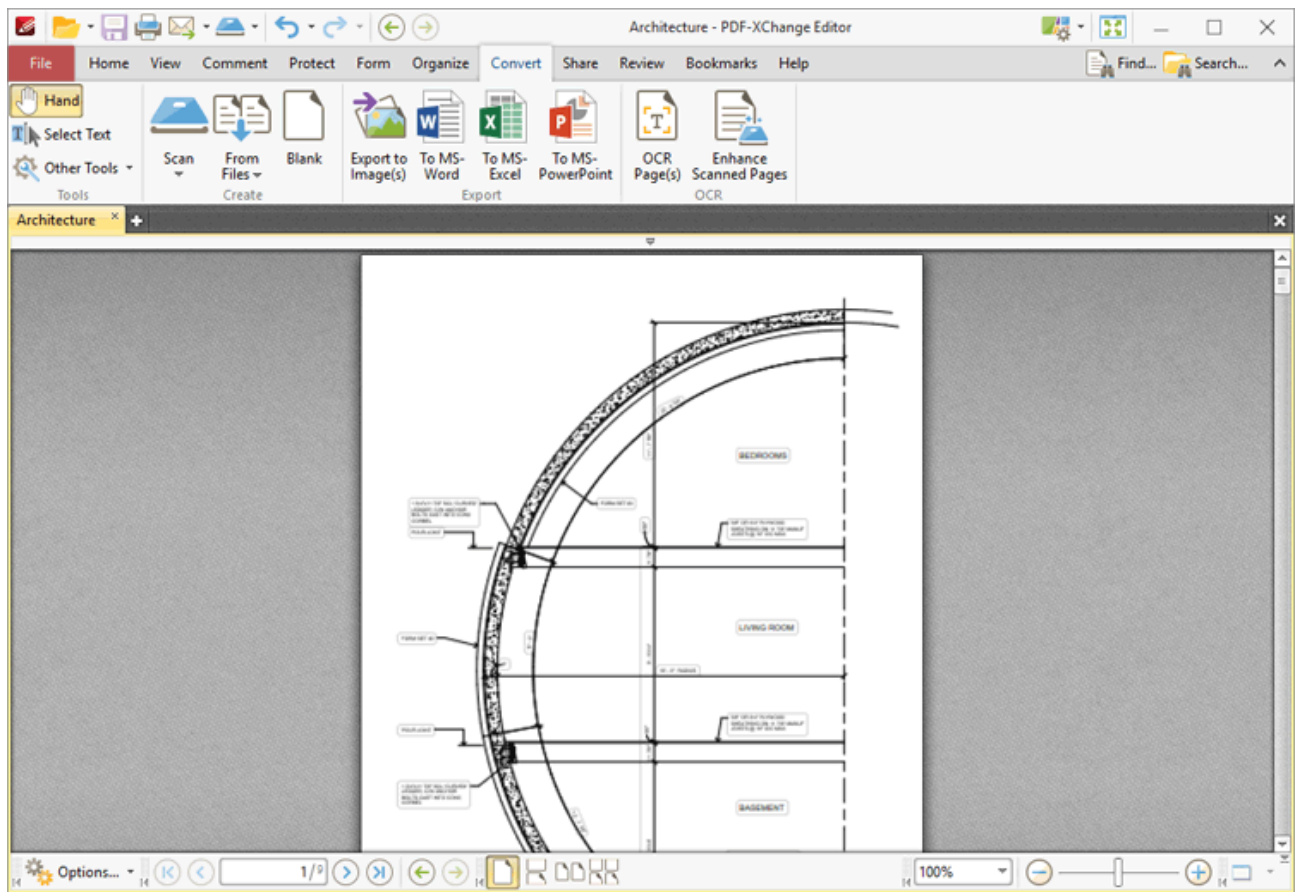 Architecture - PDF-XChange Editor
File Home View Comment Protect Form Organize Convert Share Review Bookmarks Help Find... Search...
Hand
Select Text
Other Tools
Tools
Scan
From Files
Blank
Create
Export to Image(s)
To MS-Word
To MS-Excel
To MS-PowerPoint
Export
OCR Page(s)
Enhance Scanned Pages
OCR
Architecture
BEDROOMS
LIVING ROOM
BASEMENT
Options...
1/9
100%